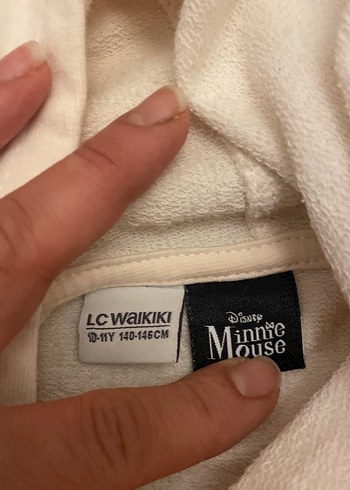 LC WAIKIKI
10-11Y 140-146CM
Disney
Minnie
Mouse